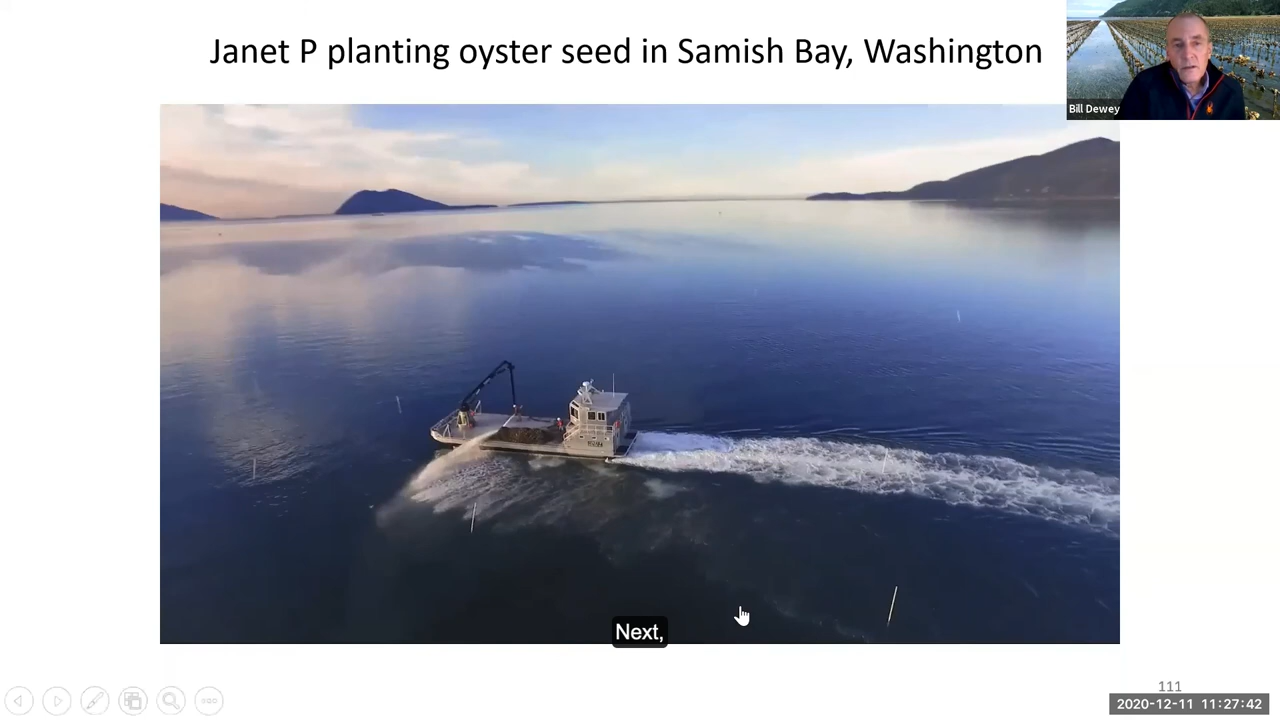 Janet P planting oyster seed in Samish Bay, Washington
Bill Dewey
Next,
111
2020-12-11 11:27:42